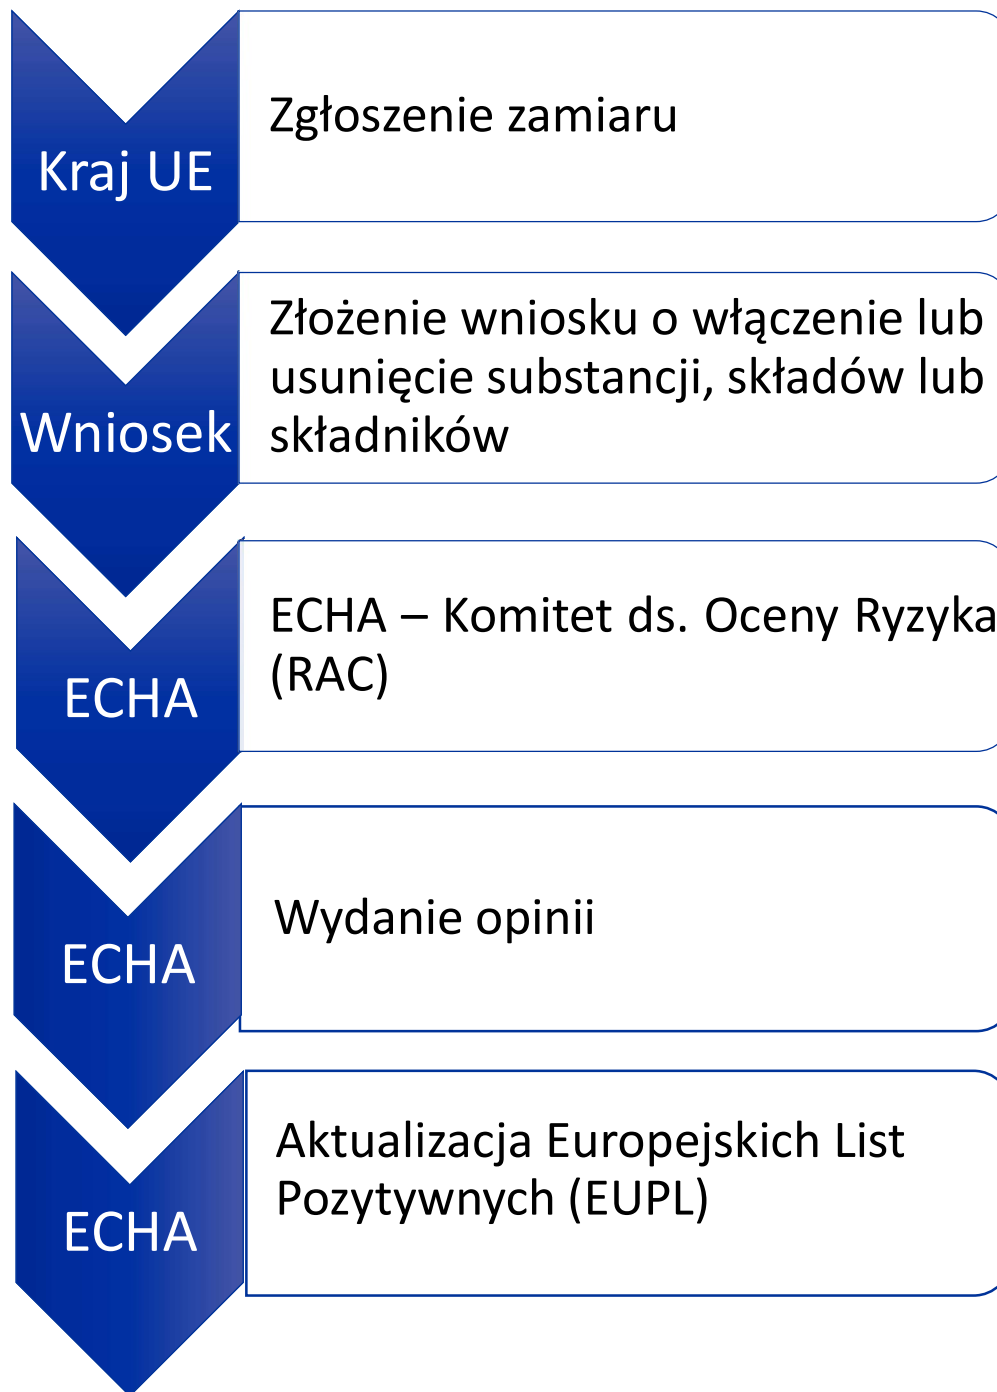 Kraj UE
Zgłoszenie zamiaru
Wniosek
Złożenie wniosku o włączenie lub
usunięcie substancji, składów lub
składników
ECHA
ECHA – Komitet ds. Oceny Ryzyka
(RAC)
ECHA
Wydanie opinii
ECHA
Aktualizacja Europejskich List
Pozytywnych (EUPL)